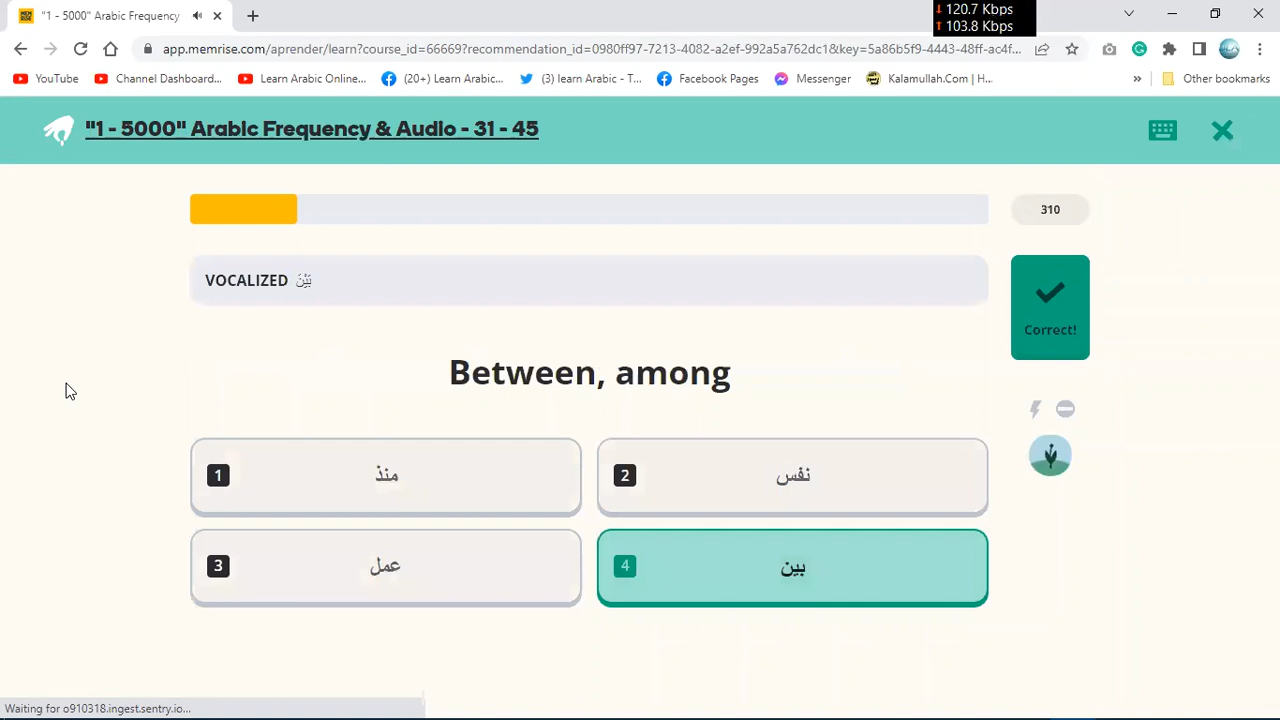 "1 - 5000" Arabic Frequency
↓ 120.7 Kbps
↑ 103.8 Kbps
app.memrise.com/aprender/learn?course_id=68669?recommendation_id=0980ff97-7213-4082-a2ef-992a5a762dc1&key=5a86b5f9-4443-48ff-ac4f...
YouTube
Channel Dashboard...
Learn Arabic Online...
(20+) Learn Arabic...
(3) learn Arabic - T...
Facebook Pages
Messenger
Kalamullah.Com | H...
»
Other bookmarks
"1 - 5000" Arabic Frequency & Audio - 31 - 45
310
VOCALIZED بَيْنَ
Correct!
Between, among
1 منذ
2 نفس
3 عمل
4 بين
Waiting for o910318.ingest.sentry.io...